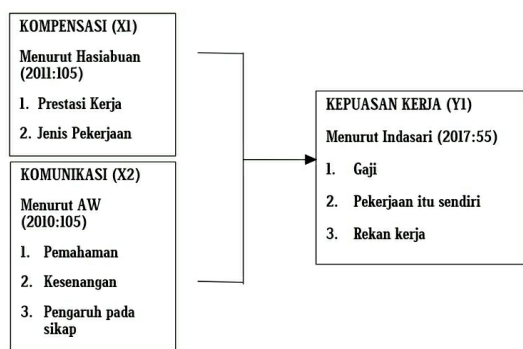 KOMPENSASI (X1)
Menurut Hasiabuan
(2011:105)
1. Prestasi Kerja
2. Jenis Pekerjaan
KOMUNIKASI (X2)
Menurut AW
(2010:105)
1. Pemahaman
2. Kesenangan
3. Pengaruh pada
sikap
KEPUASAN KERJA (Y1)
Menurut Indasari (2017:55)
1. Gaji
2. Pekerjaan itu sendiri
3. Rekan kerja